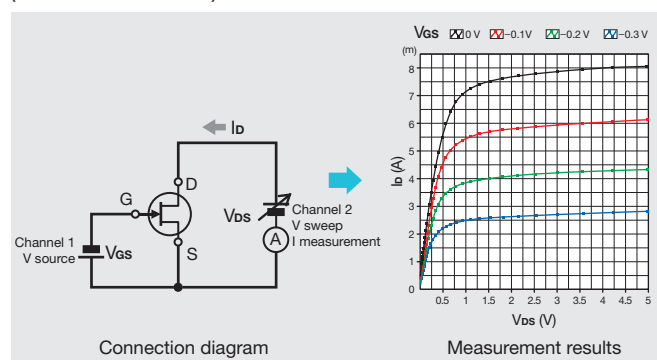 VGS 0 V -0.1V -0.2 V -0.3 V
(m)
8
7
6
5
4
3
2
1
0
ID (A)
0.5 1 1.5 2 2.5 3 3.5 4 4.5 5
VDS (V)
ID
D
G
S
VDS
Channel 2
V sweep
I measurement
A
Channel 1
V source
VGS
Connection diagram
Measurement results